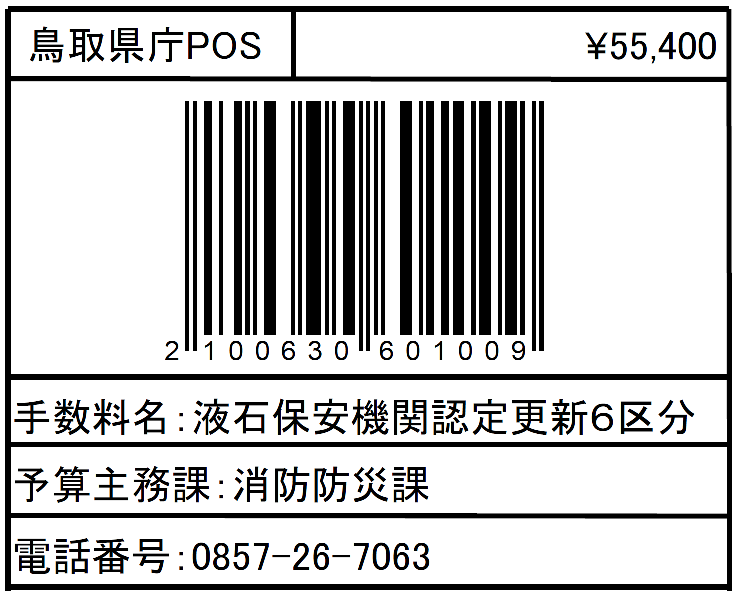 鳥取県庁POS
¥55,400
2100630601009
手数料名：液石保安機関認定更新６区分
予算主務課：消防防災課
電話番号：0857-26-7063